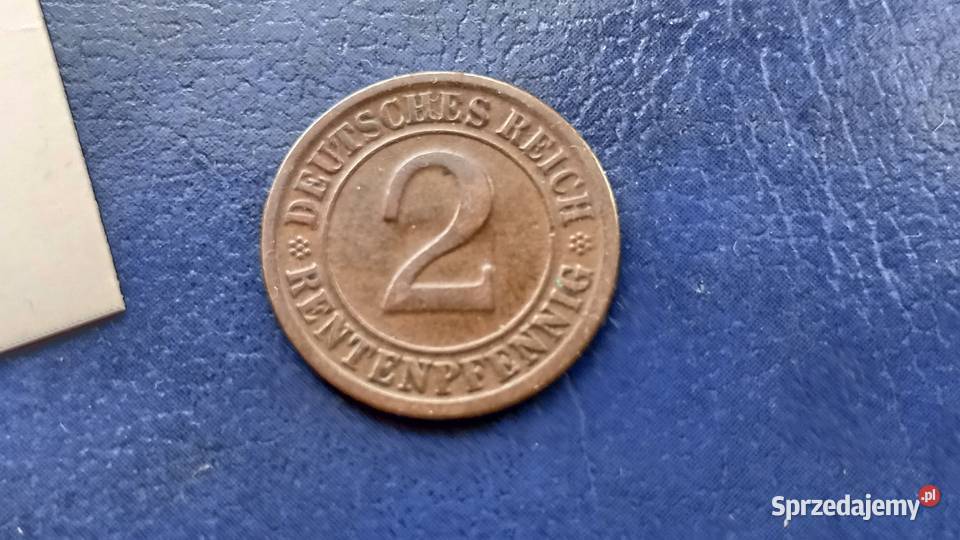 DEUTSCHES REICH
2
RENTENPFENNIG
Sprzedajemy.pl